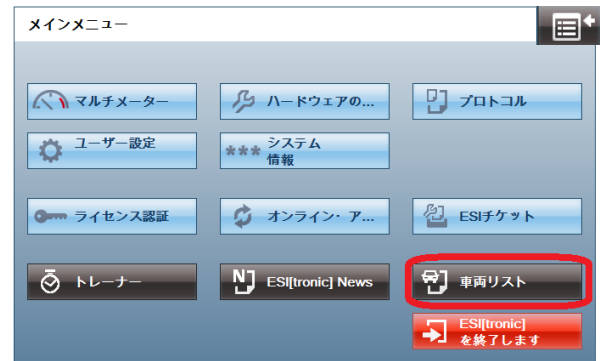 メインメニュー
マルチメーター
ハードウェアの...
プロトコル
ユーザー設定
*** システム
情報
ライセンス認証
オンライン・ア...
ESIチケット
トレーナー
ESI[tronic] News
車両リスト
ESI[tronic]
を終了します